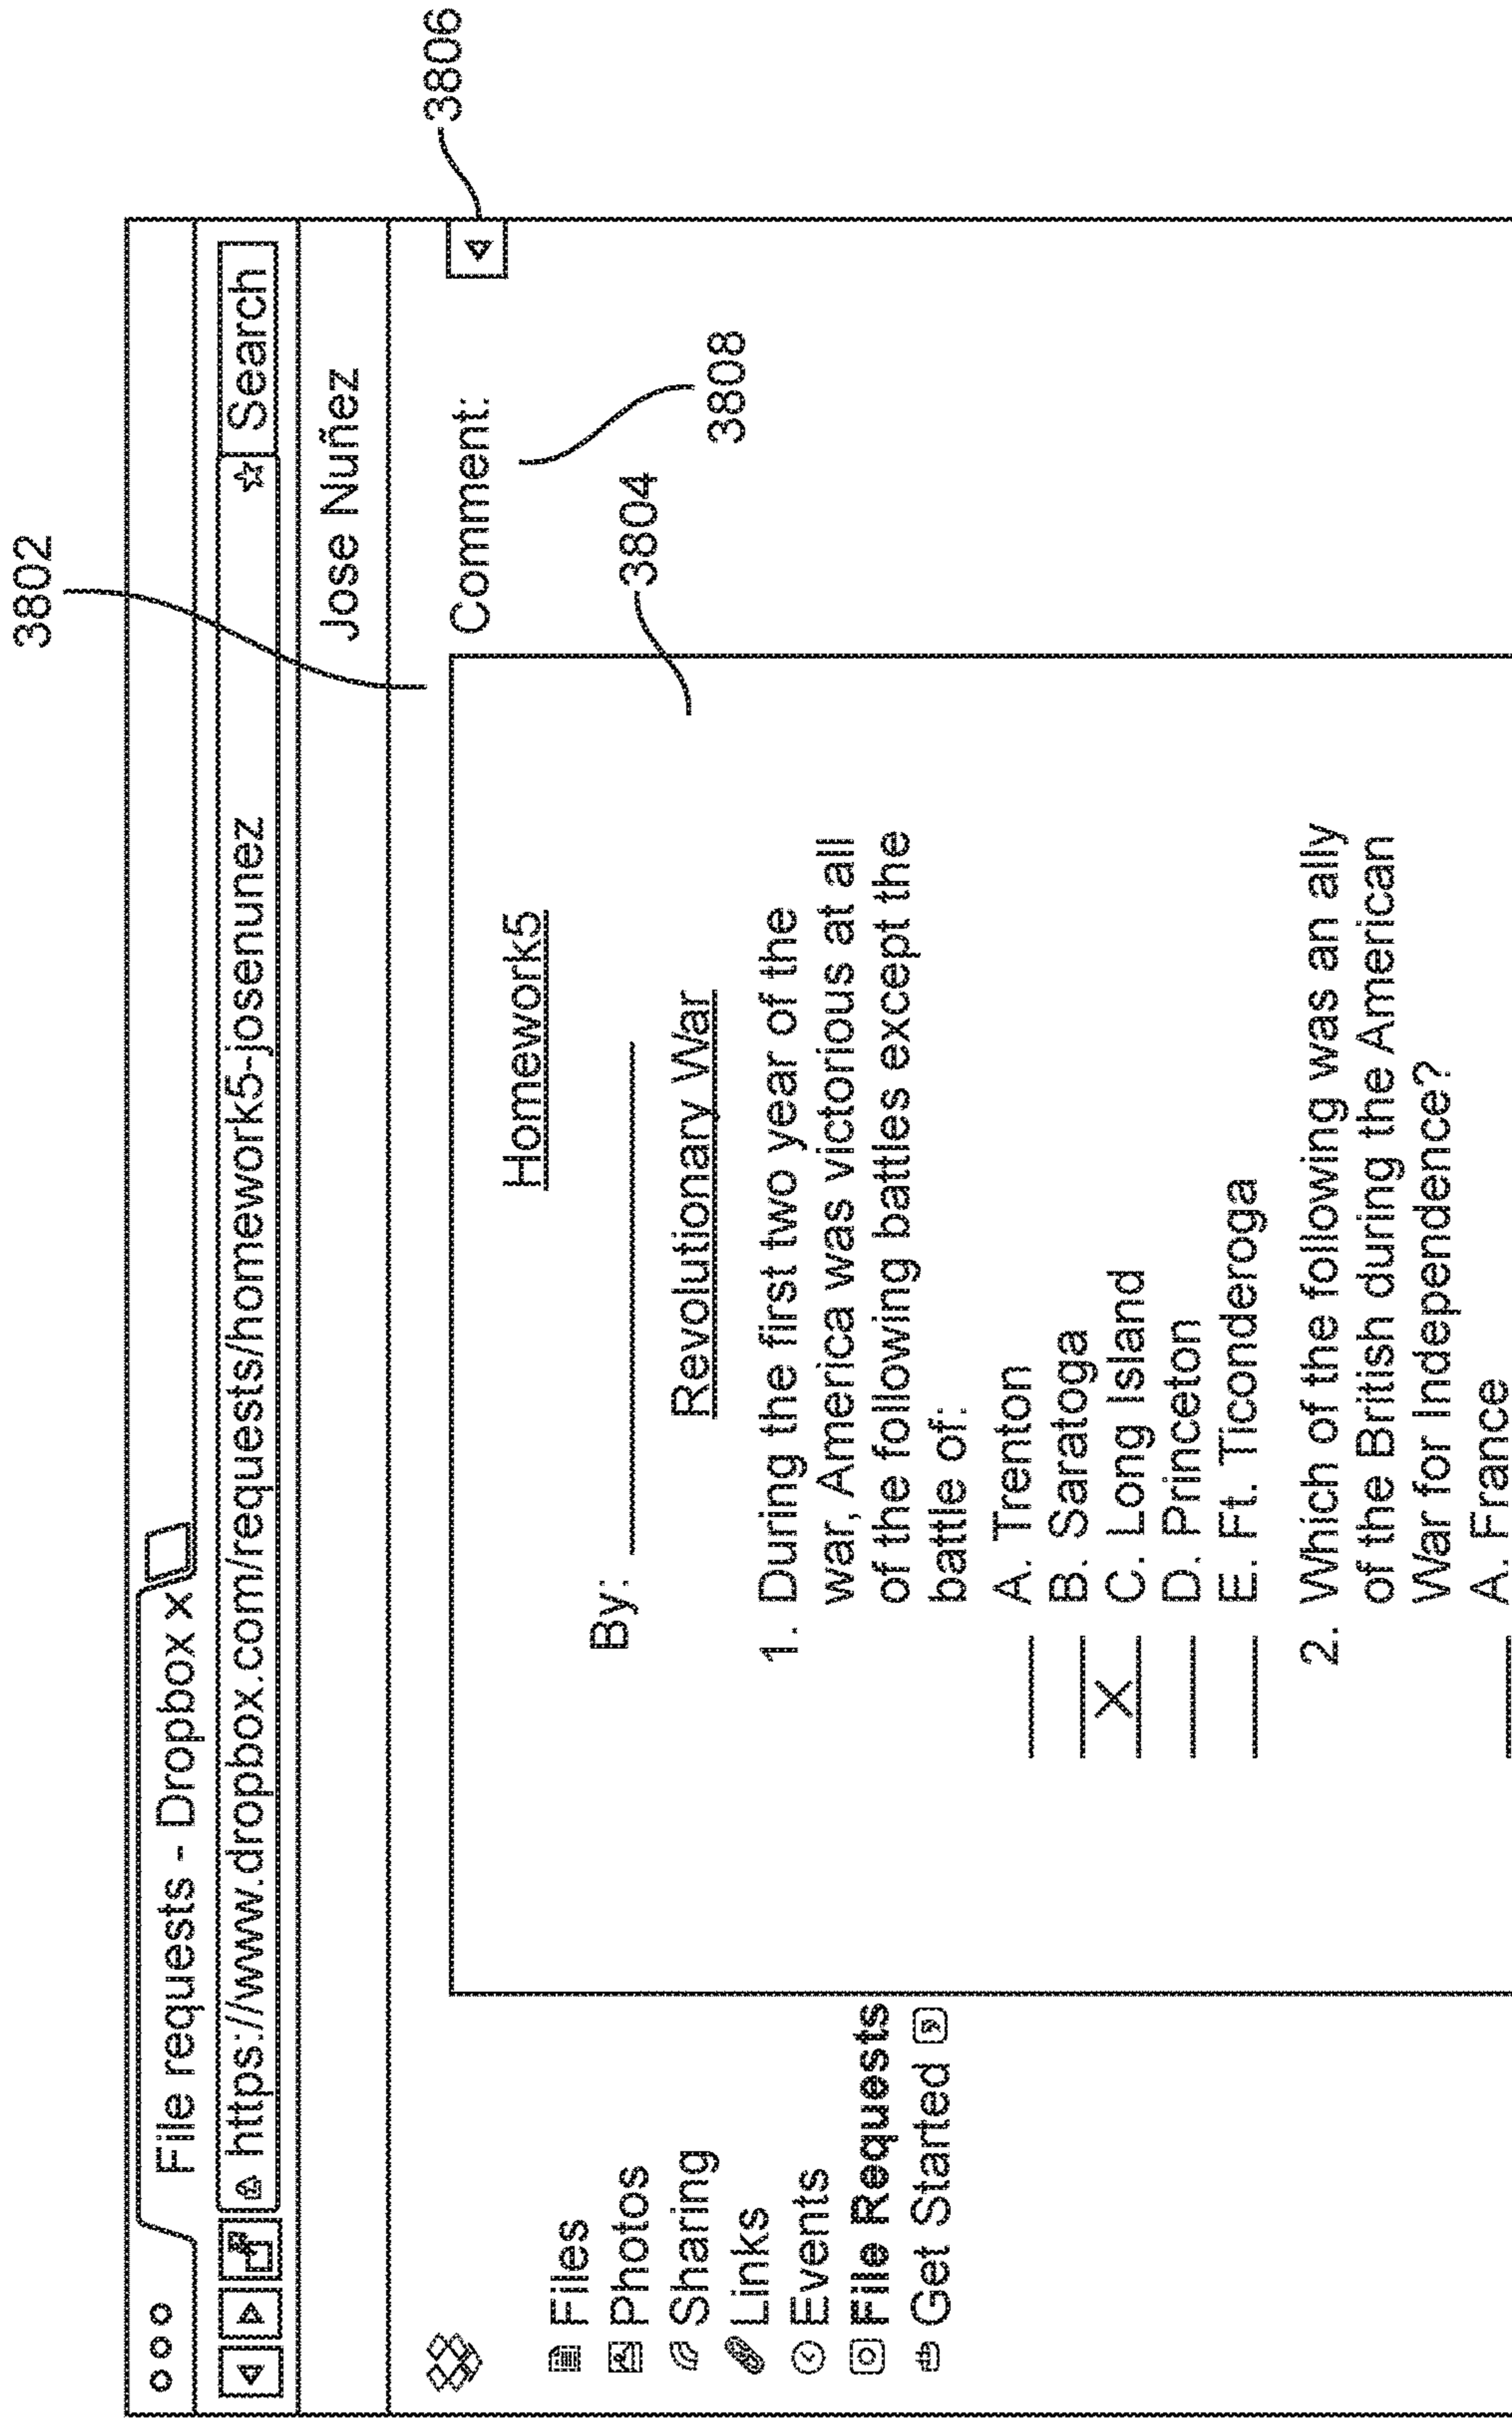 3802
File requests - Dropbox x
https://www.dropbox.com/requests/homework5-josenunez
Search
Jose Nuñez
3806
Comment:
3808
3804
Files
Photos
Sharing
Links
Events
File Requests
Get Started
Homework5
By:
Revolutionary War
1. During the first two year of the
war, America was victorious at all
of the following battles except the
battle of:
A. Trenton
B. Saratoga
X C. Long Island
D. Princeton
E. Ft. Ticonderoga
2. Which of the following was an ally
of the British during the American
War for Independence?
A. France